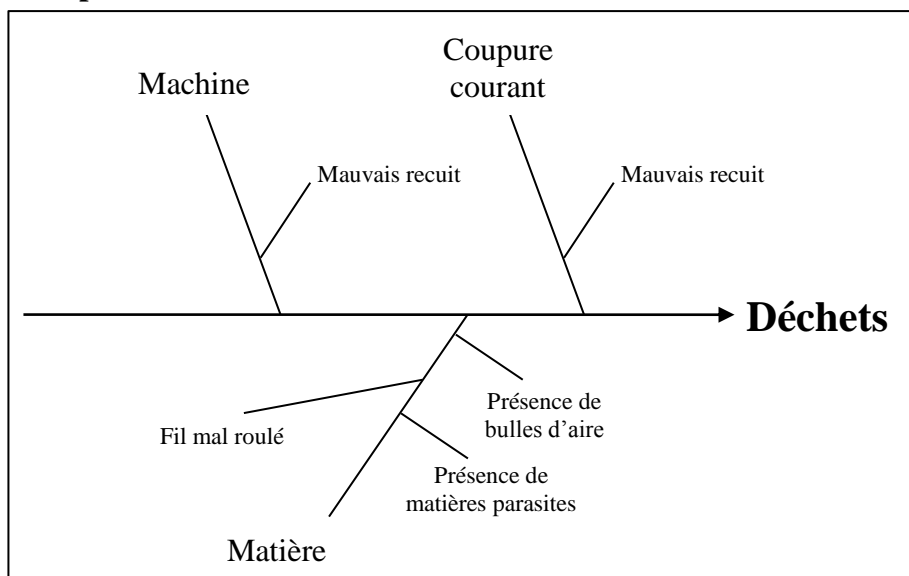 Machine
Coupure
courant
Mauvais recuit
Mauvais recuit
Déchets
Fil mal roulé
Présence de
bulles d’aire
Présence de
matières parasites
Matière